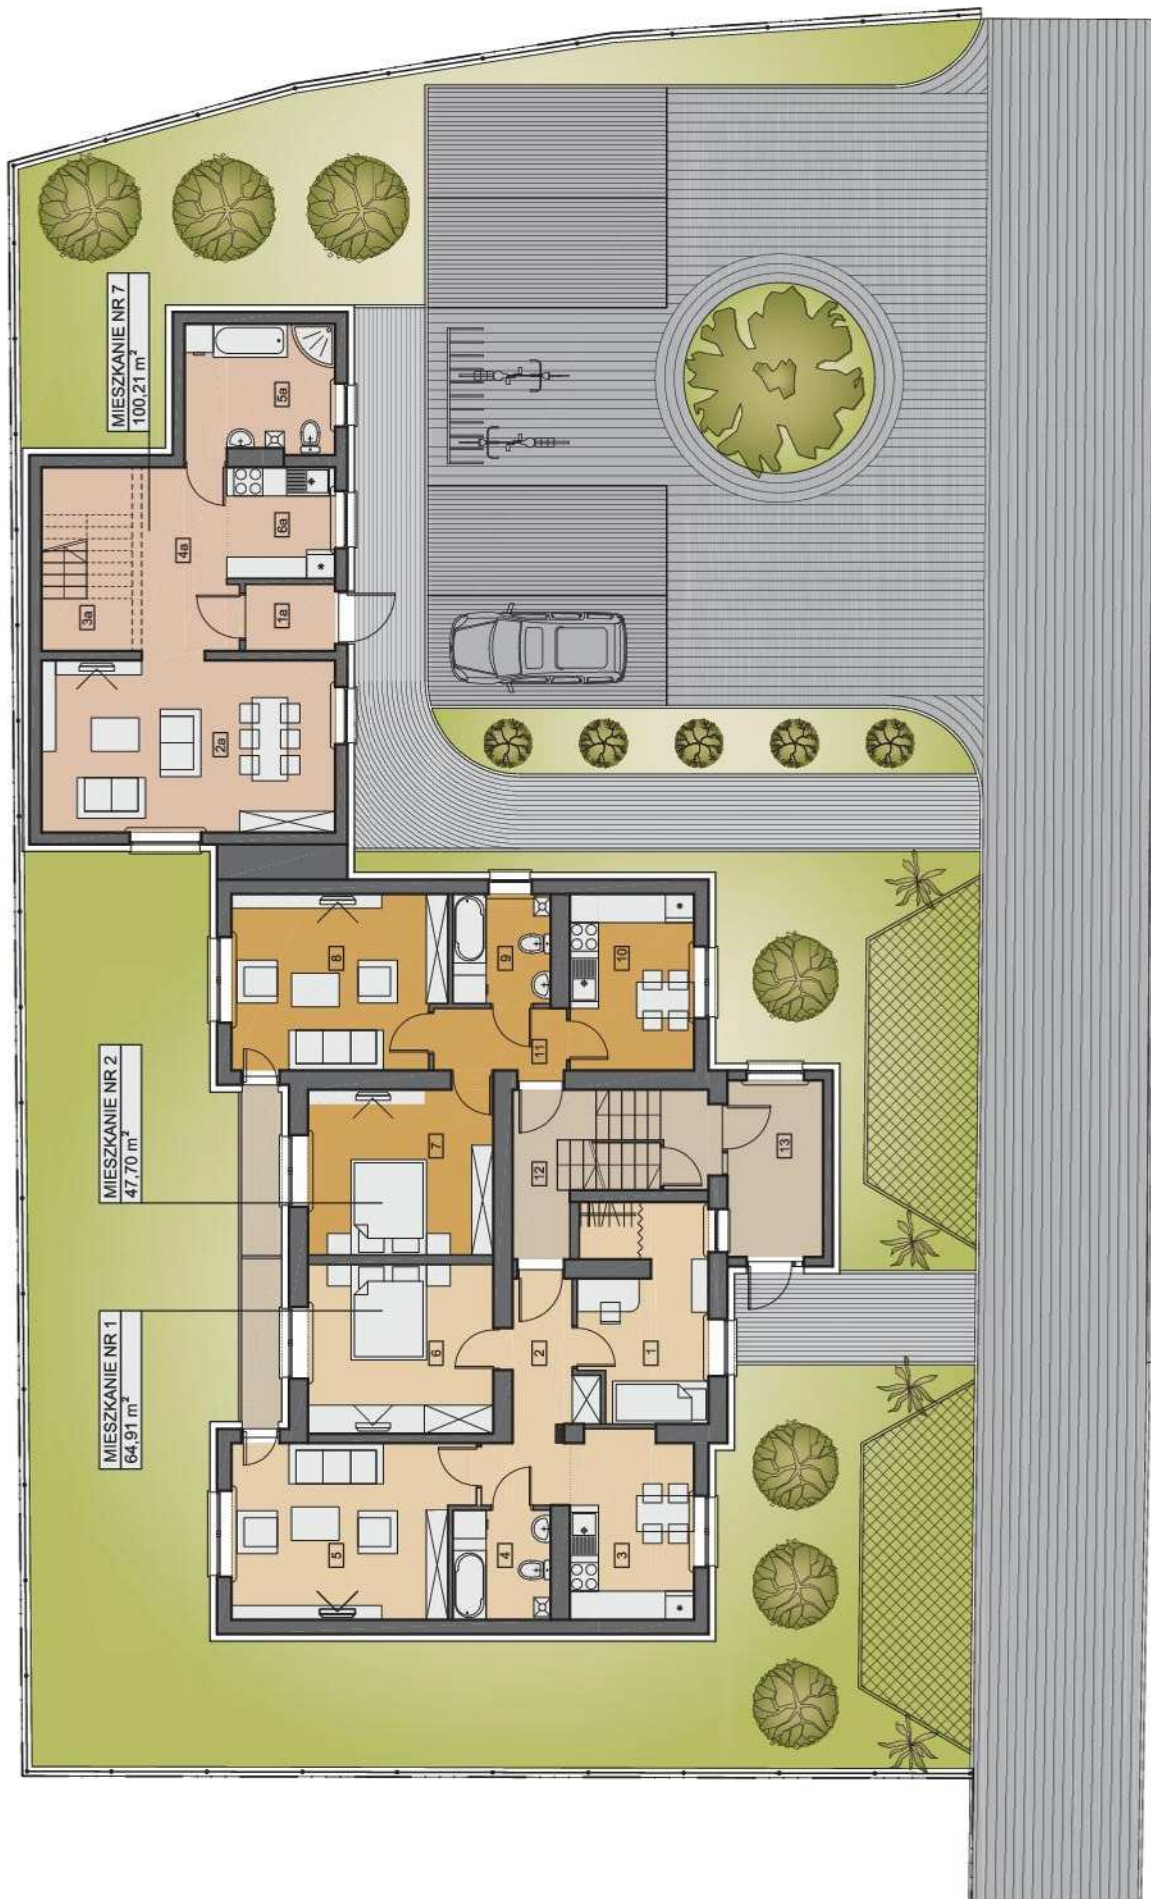 MIESZKANIE NR 1
64,91 m²
MIESZKANIE NR 2
47,70 m²
MIESZKANIE NR 7
100,21 m²
5
6
7
8
4
2
12
11
9
3
1
13
10
3a
4a
2a
1a
6a
5a